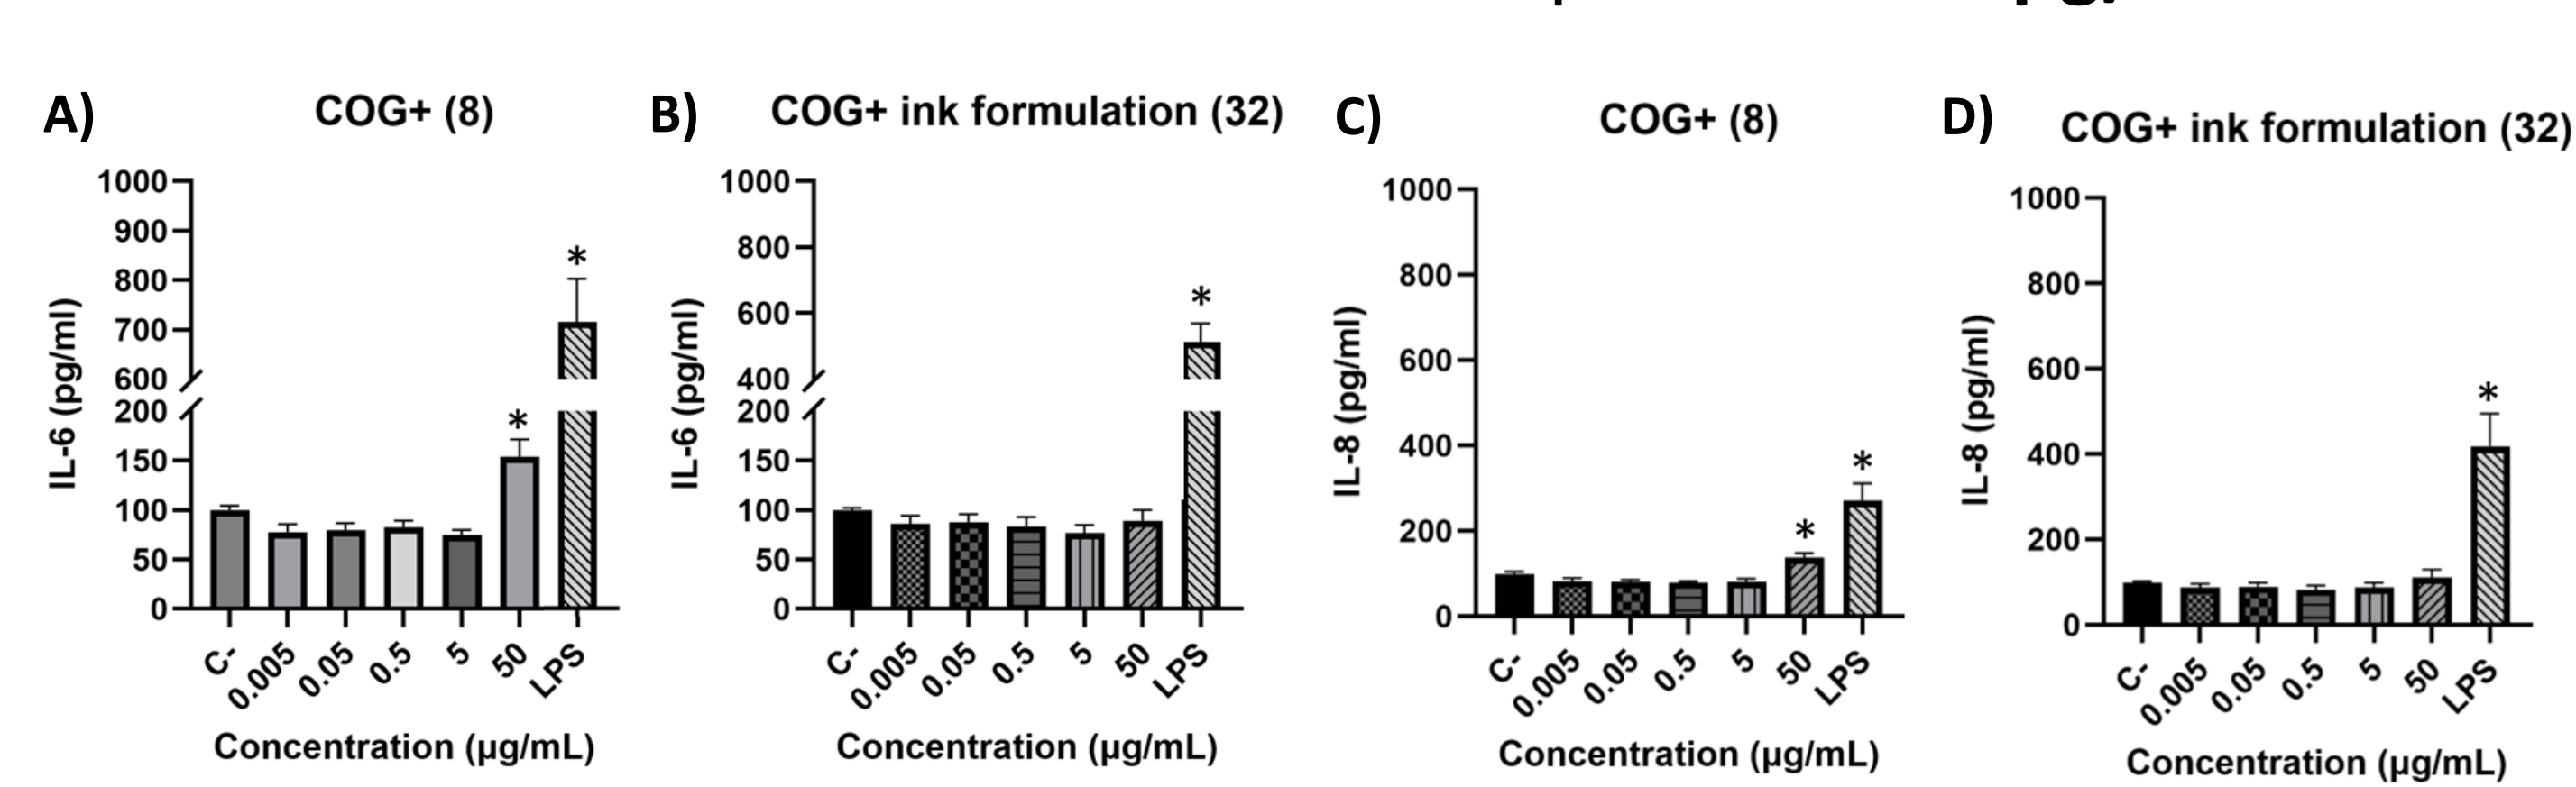 A)
COG+ (8)
1000
900
800
700
600
200
150
100
50
0
IL-6 (pg/ml)
*
*
C-
0.005
0.05
0.5
5
50
LPS
Concentration (µg/mL)
B)
COG+ ink formulation (32)
1000
800
600
400
200
150
100
50
0
IL-6 (pg/ml)
*
C-
0.005
0.05
0.5
5
50
LPS
Concentration (µg/mL)
C)
COG+ (8)
1000
800
600
400
200
0
IL-8 (pg/ml)
*
*
C-
0.005
0.05
0.5
5
50
LPS
Concentration (µg/mL)
D)
COG+ ink formulation (32)
1000
800
600
400
200
0
IL-8 (pg/ml)
*
C-
0.005
0.05
0.5
5
50
LPS
Concentration (µg/mL)